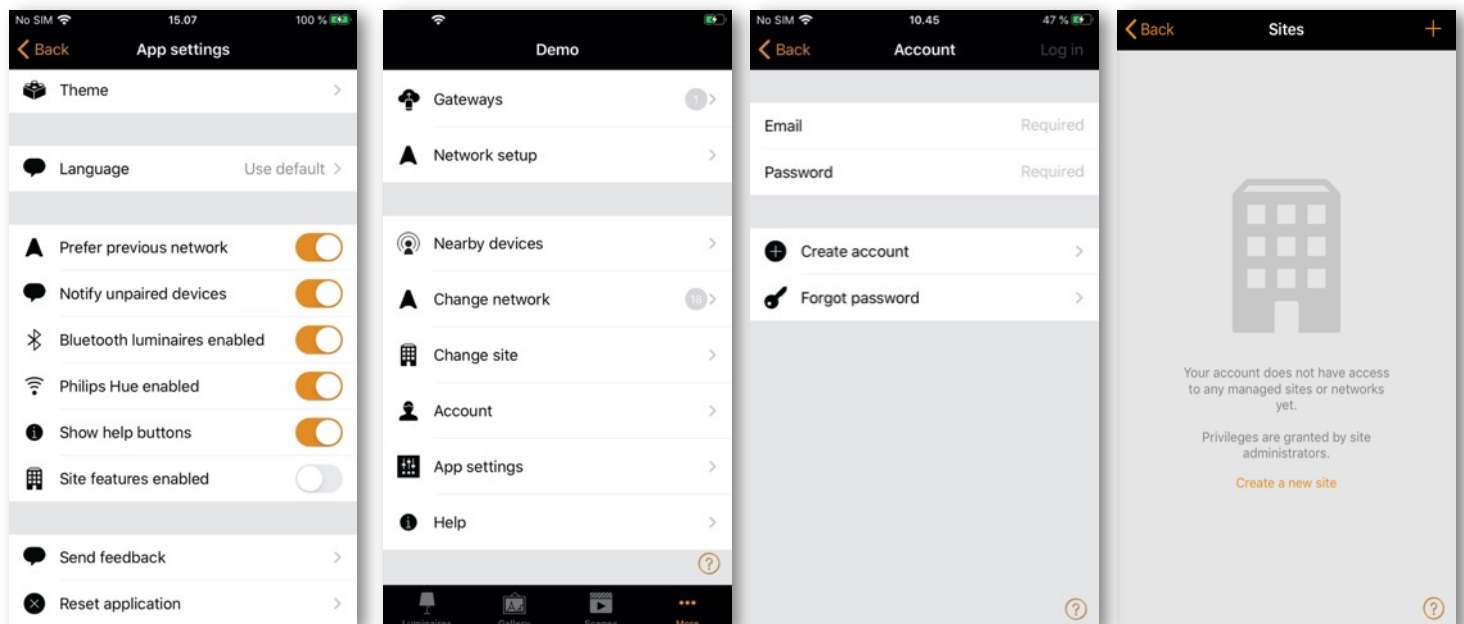 No SIM 15.07 100 %
Back App settings
Theme
Language Use default
Prefer previous network
Notify unpaired devices
Bluetooth luminaires enabled
Philips Hue enabled
Show help buttons
Site features enabled
Send feedback
Reset application
Demo
Gateways 1
Network setup
Nearby devices
Change network 18
Change site
Account
App settings
Help
?
Luminaires Gallery Scenes More
No SIM 10.45 47 %
Back Account Log in
Email Required
Password Required
Create account
Forgot password
?
Back Sites +
Your account does not have access
to any managed sites or networks
yet.
Privileges are granted by site
administrators.
Create a new site
?